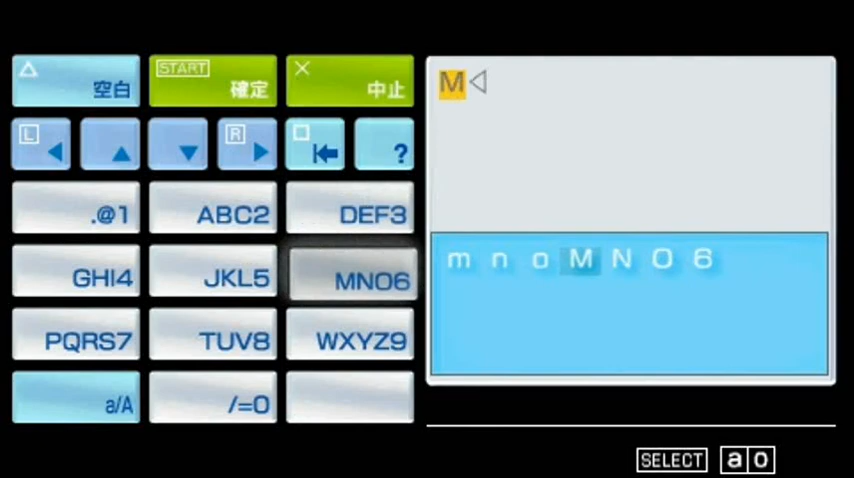 空白 START 確定 中止
L R ?
.@1 ABC2 DEF3
GHI4 JKL5 MNO6
PQRS7 TUV8 WXYZ9
a/A /=0
M
m n o M N O 6
SELECT a 0